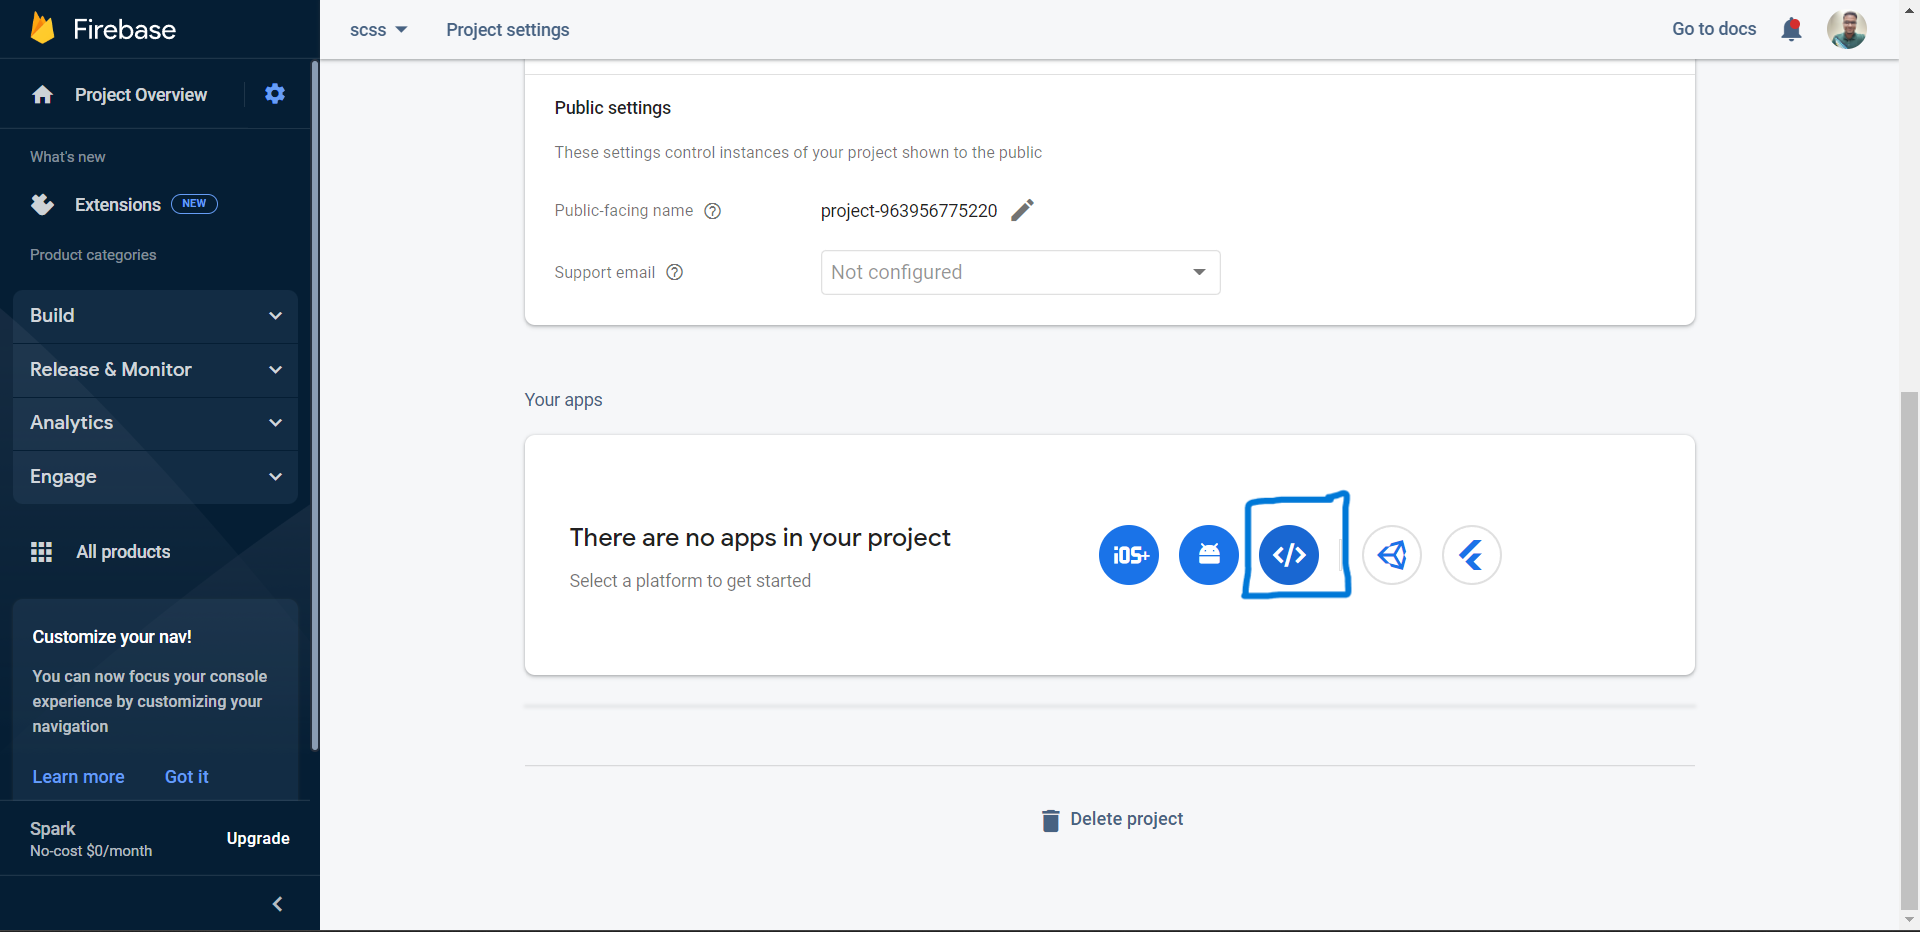 Firebase
scss
Project settings
Go to docs
Project Overview
What's new
Extensions NEW
Product categories
Build
Release & Monitor
Analytics
Engage
All products
Customize your nav!
You can now focus your console
experience by customizing your
navigation
Learn more Got it
Spark
No-cost $0/month
Upgrade
Public settings
These settings control instances of your project shown to the public
Public-facing name ? project-963956775220
Support email ? Not configured
Your apps
There are no apps in your project
Select a platform to get started
iOS+
</>
Delete project